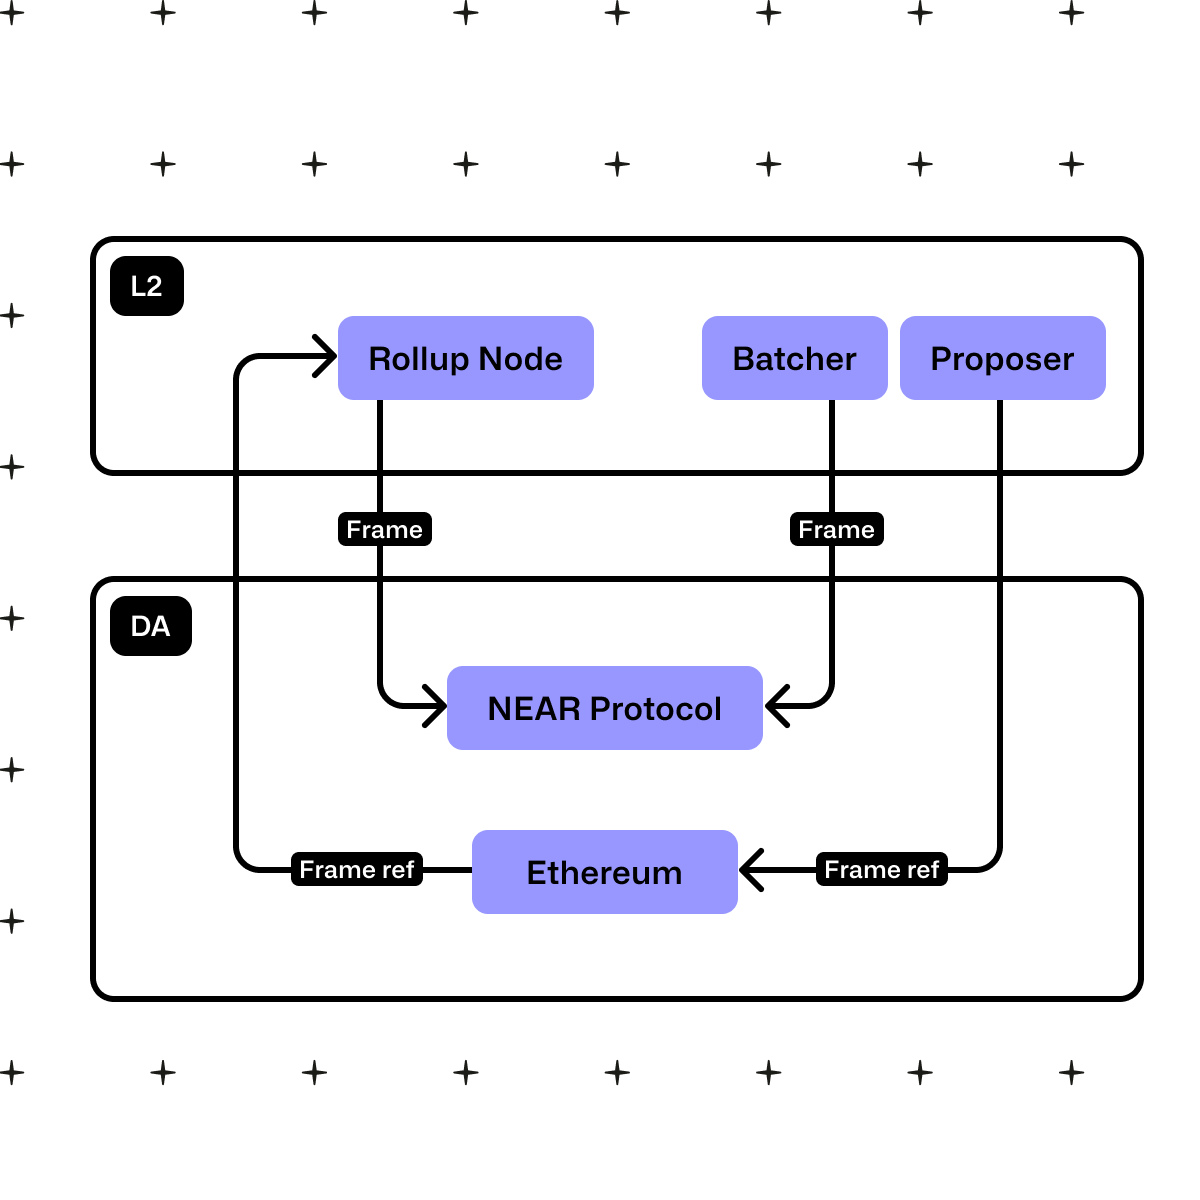 L2
Rollup Node
Batcher
Proposer
Frame
Frame
DA
NEAR Protocol
Frame ref
Ethereum
Frame ref